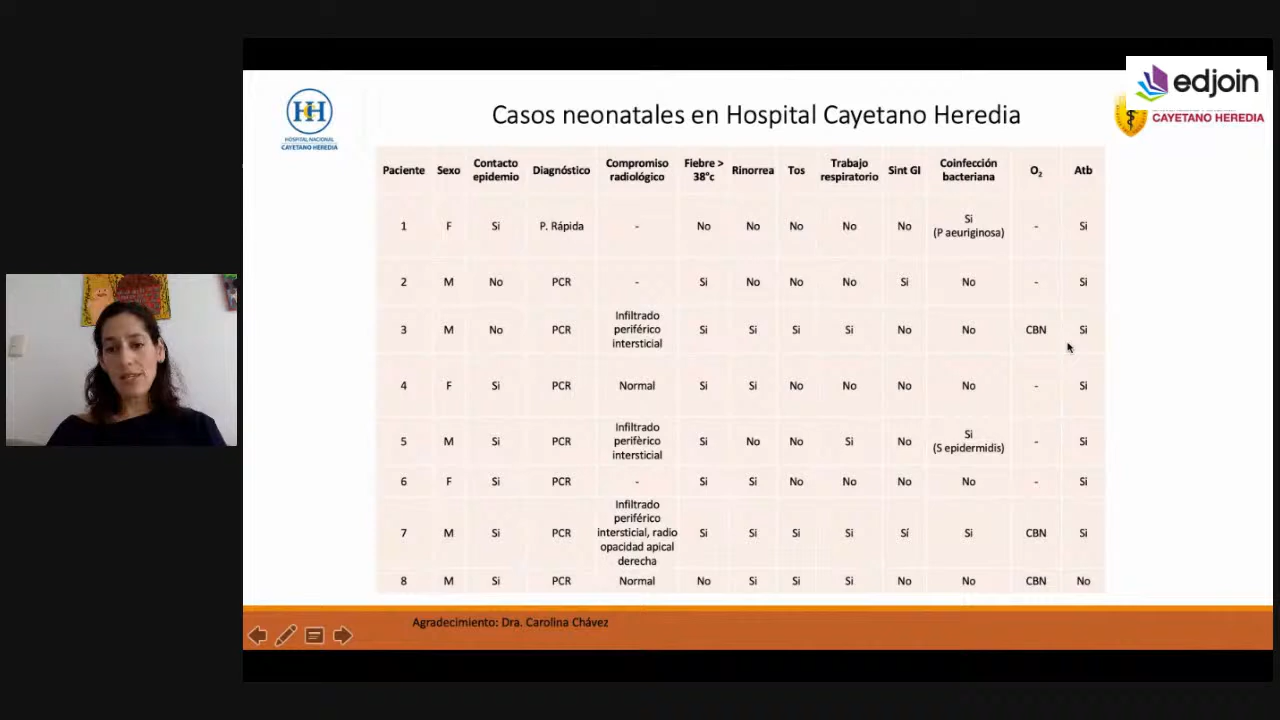 edjoin
CAYETANO HEREDIA
HOSPITAL NACIONAL
CAYETANO HEREDIA
Casos neonatales en Hospital Cayetano Heredia
Paciente Sexo Contacto epidemio Diagnóstico Compromiso radiológico Fiebre > 38°c Rinorrea Tos Trabajo respiratorio Sint GI Coinfección bacteriana O₂ Atb
1 F Si P. Rápida - No No No No No Si (P aeuriginosa) - Si
2 M No PCR - Si No No No Si No - Si
3 M No PCR Infiltrado periférico intersticial Si Si Si Si No No CBN Si
4 F Si PCR Normal Si Si No No No No - Si
5 M Si PCR Infiltrado perifèrico intersticial Si No No Si No Si (S epidermidis) - Si
6 F Si PCR - Si Si No No No No - Si
7 M Si PCR Infiltrado periférico intersticial, radio opacidad apical derecha Si Si Si Si Sí Si CBN Si
8 M Si PCR Normal No Si Si Si No No CBN No
Agradecimiento: Dra. Carolina Chávez